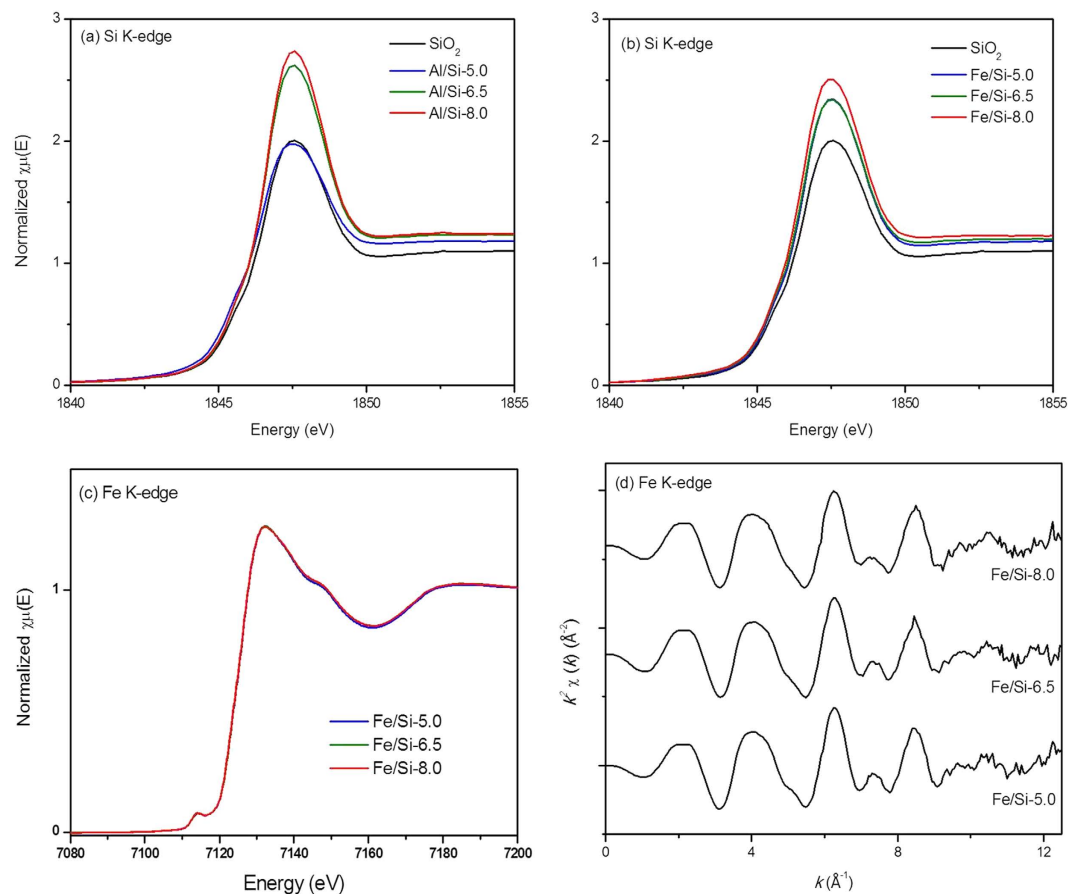 (a) Si K-edge
SiO₂
Al/Si-5.0
Al/Si-6.5
Al/Si-8.0
Normalized χμ(E)
3
2
1
0
1840
1845
1850
1855
Energy (eV)
(b) Si K-edge
SiO₂
Fe/Si-5.0
Fe/Si-6.5
Fe/Si-8.0
3
2
1
0
1840
1845
1850
1855
Energy (eV)
(c) Fe K-edge
Normalized χμ(E)
1
0
Fe/Si-5.0
Fe/Si-6.5
Fe/Si-8.0
7080
7100
7120
7140
7160
7180
7200
Energy (eV)
(d) Fe K-edge
k² χ (k) (Å⁻²)
Fe/Si-8.0
Fe/Si-6.5
Fe/Si-5.0
0
4
8
12
k (Å⁻¹)